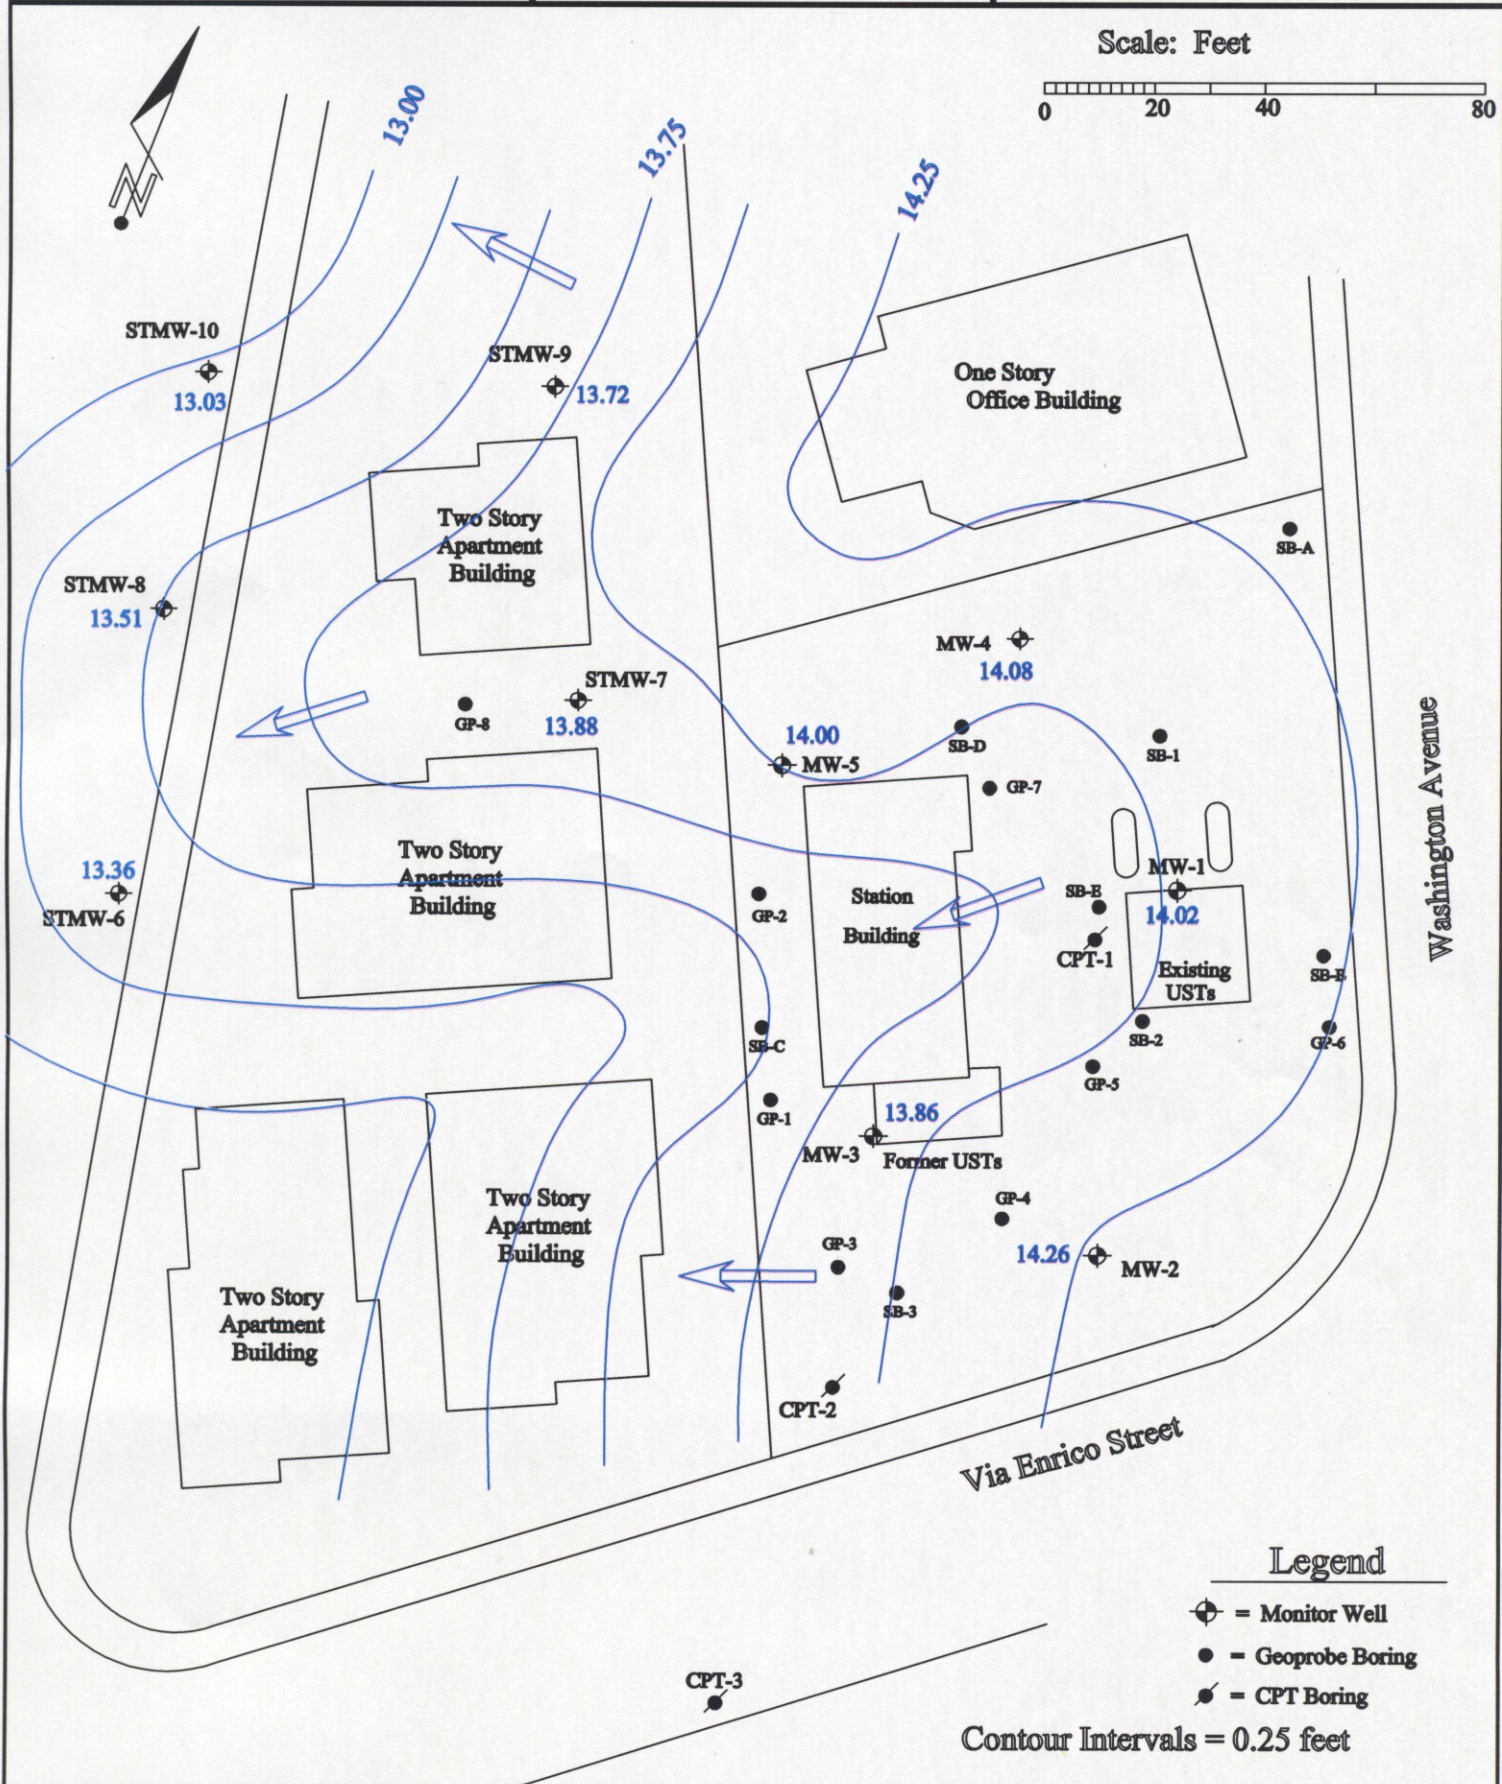 Scale: Feet
0 20 40 80
N
13.00
13.75
14.25
STMW-10
13.03
STMW-9
13.72
One Story
Office Building
Two Story
Apartment
Building
SB-A
STMW-8
13.51
MW-4
14.08
STMW-7
13.88
GP-8
14.00
MW-5
SB-D
SB-1
GP-7
Washington Avenue
13.36
STMW-6
Two Story
Apartment
Building
GP-2
Station
Building
MW-1
14.02
SB-E
CPT-1
Existing
USTs
SB-2
GP-6
SB-C
GP-5
GP-1
13.86
MW-3
Former USTs
GP-4
Two Story
Apartment
Building
GP-3
14.26
MW-2
SB-3
Two Story
Apartment
Building
CPT-2
Via Enrico Street
CPT-3
Legend
= Monitor Well
= Geoprobe Boring
= CPT Boring
Contour Intervals = 0.25 feet